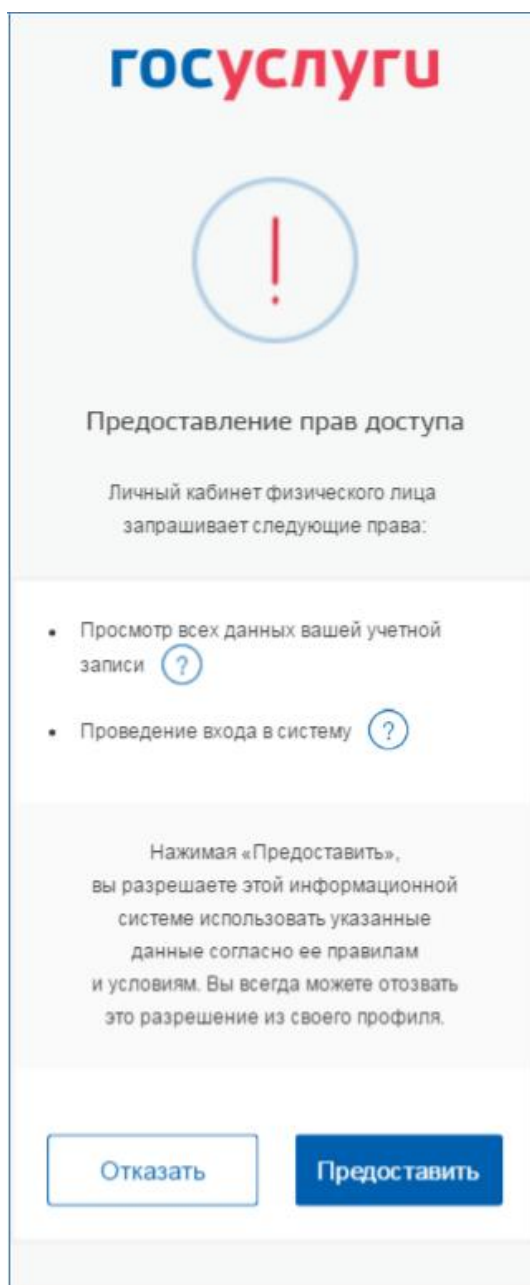 госуслуги
!
Предоставление прав доступа
Личный кабинет физического лица
запрашивает следующие права:
• Просмотр всех данных вашей учетной
записи ?
• Проведение входа в систему ?
Нажимая «Предоставить»,
вы разрешаете этой информационной
системе использовать указанные
данные согласно ее правилам
и условиям. Вы всегда можете отозвать
это разрешение из своего профиля.
Отказать Предоставить